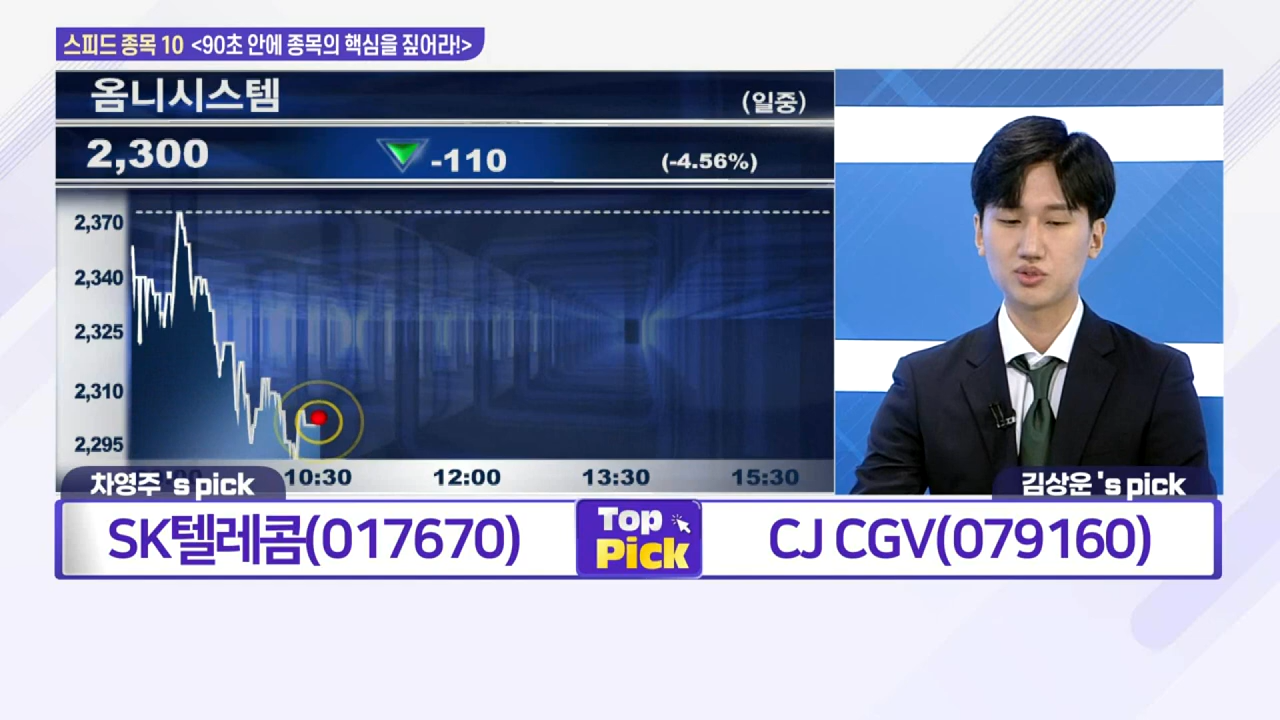 스피드 종목 10 <90초 안에 종목의 핵심을 짚어라!>
옴니시스템
(일중)
2,300
-110
(-4.56%)
2,370
2,340
2,325
2,310
2,295
10:30
12:00
13:30
15:30
차영주 's pick
김상운 's pick
SK텔레콤(017670)
Top
Pick
CJ CGV(079160)